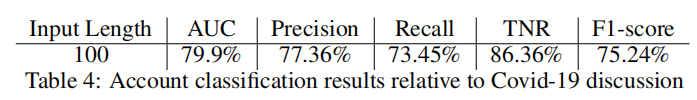 Input Length AUC Precision Recall TNR F1-score
100 79.9% 77.36% 73.45% 86.36% 75.24%
Table 4: Account classification results relative to Covid-19 discussion